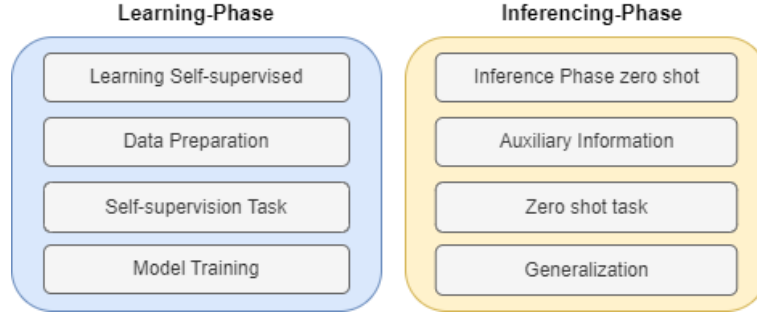 Learning-Phase
Learning Self-supervised
Data Preparation
Self-supervision Task
Model Training
Inferencing-Phase
Inference Phase zero shot
Auxiliary Information
Zero shot task
Generalization